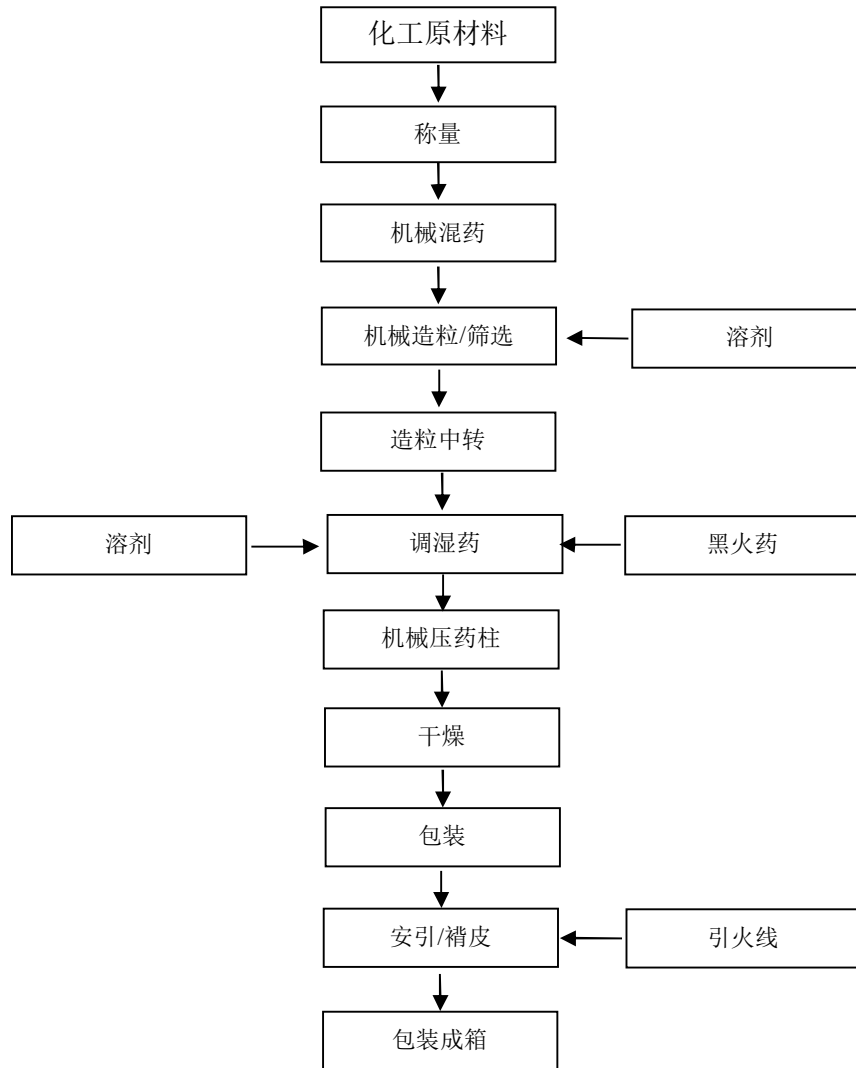 化工原材料
称量
机械混药
机械造粒/筛选
溶剂
造粒中转
溶剂
调湿药
黑火药
机械压药柱
干燥
包装
安引/褙皮
引火线
包装成箱